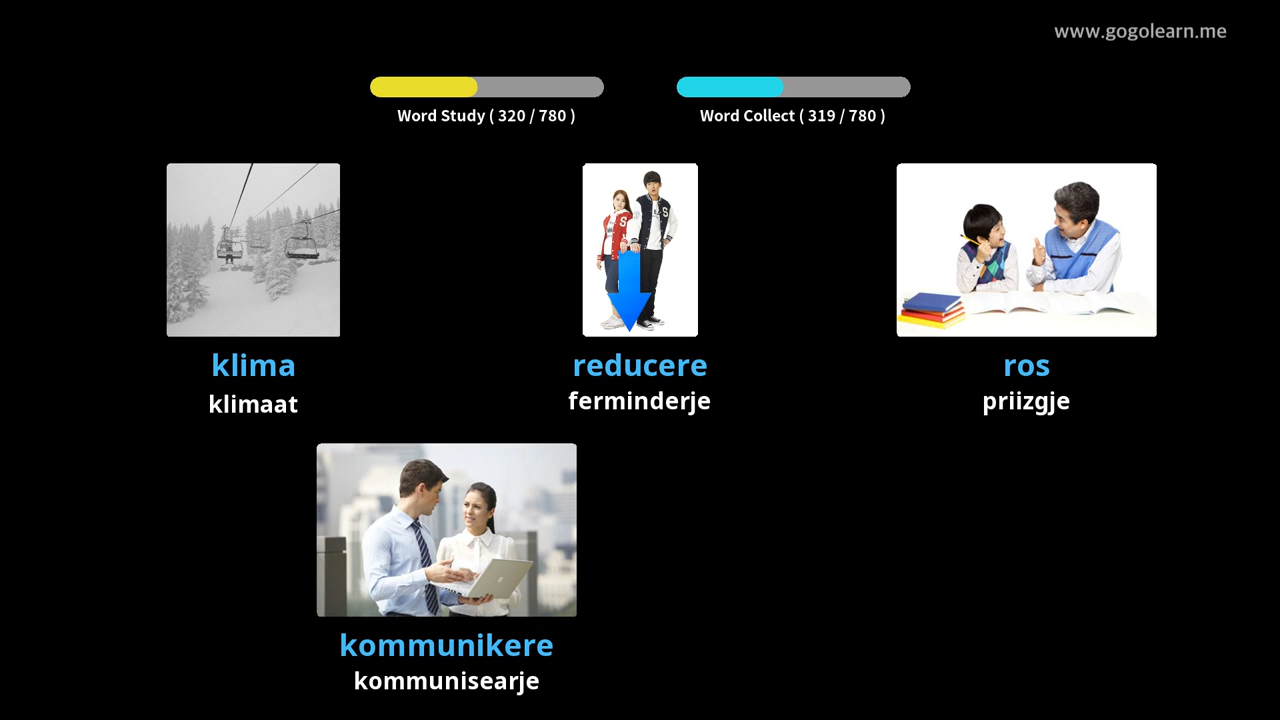 www.gogolearn.me
Word Study ( 320 / 780 )
Word Collect ( 319 / 780 )
klima
klimaat
reducere
ferminderje
ros
priizgje
kommunikere
kommunisearje